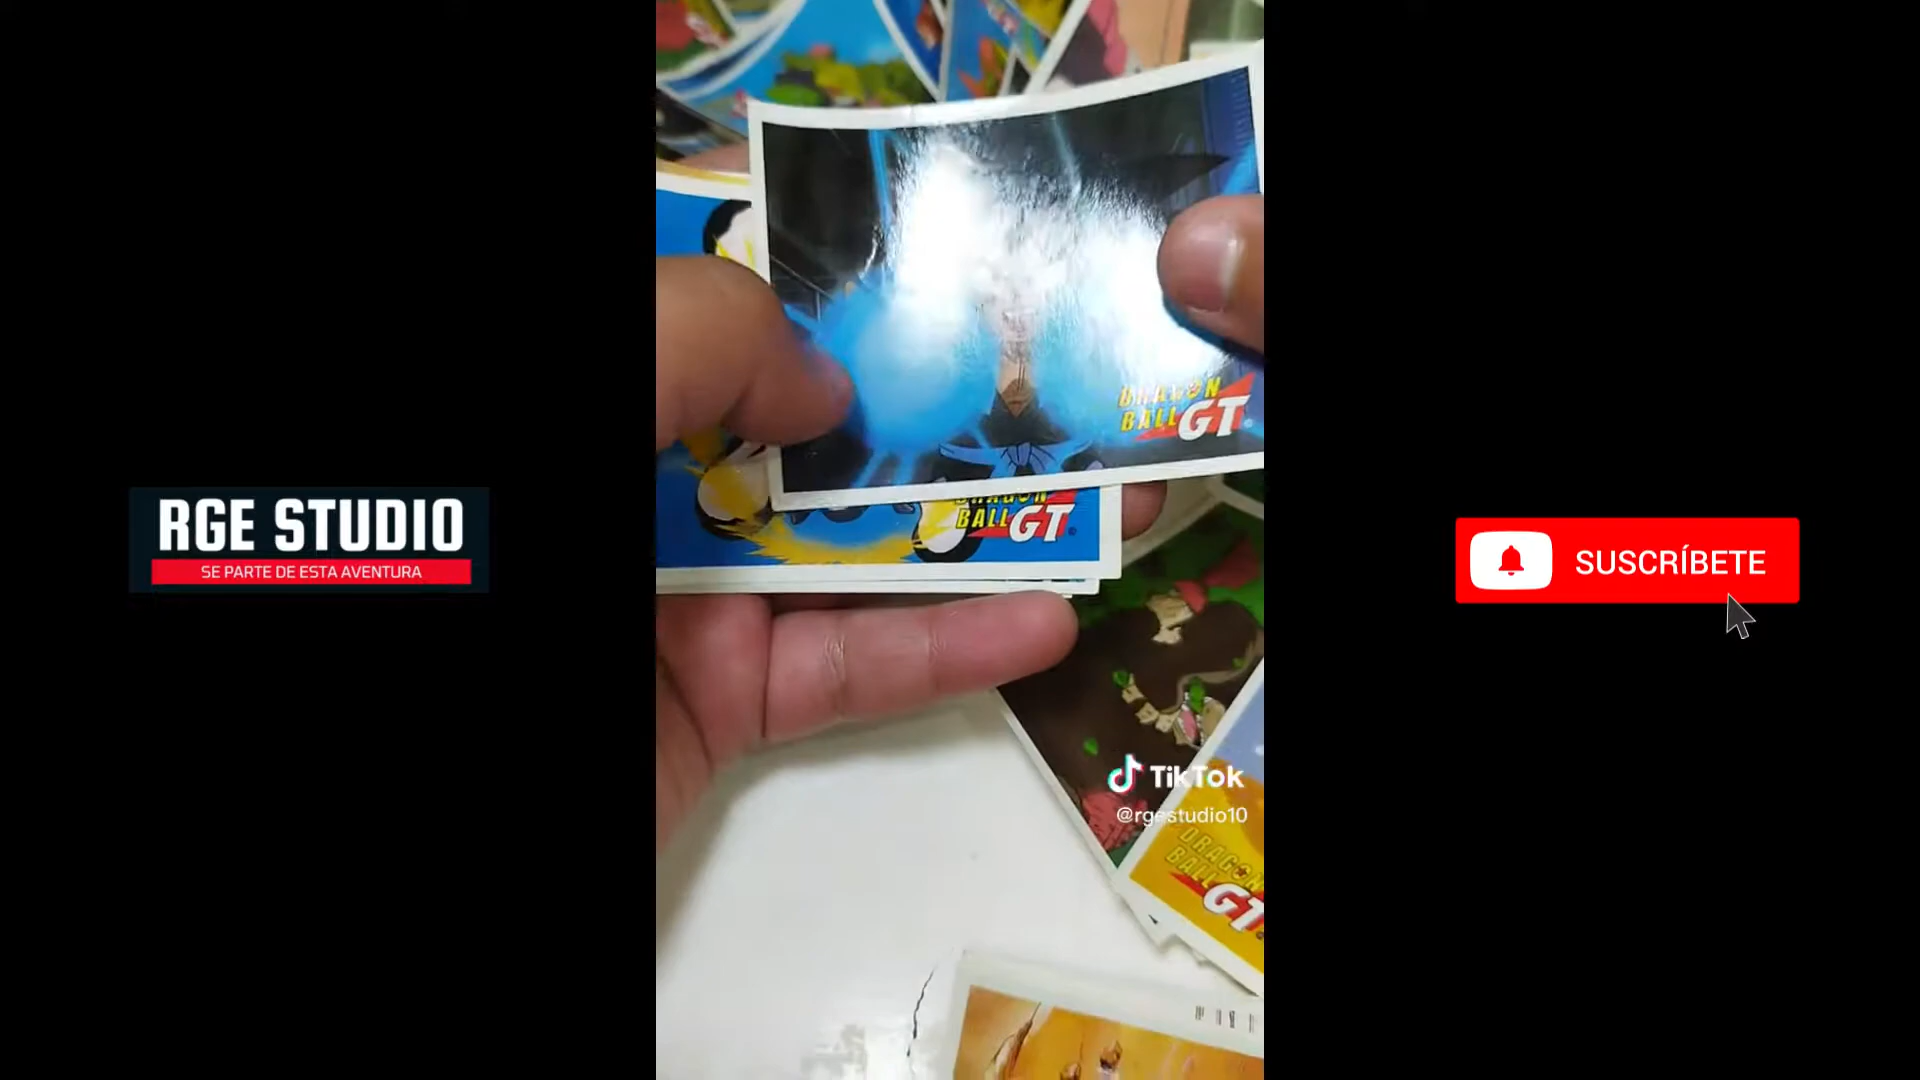 RGE STUDIO
SE PARTE DE ESTA AVENTURA
DRAGON
BALL GT
DRAGON
BALL GT
SUSCRÍBETE
TikTok
@rgestudio10
DRAGON
BALL
GT